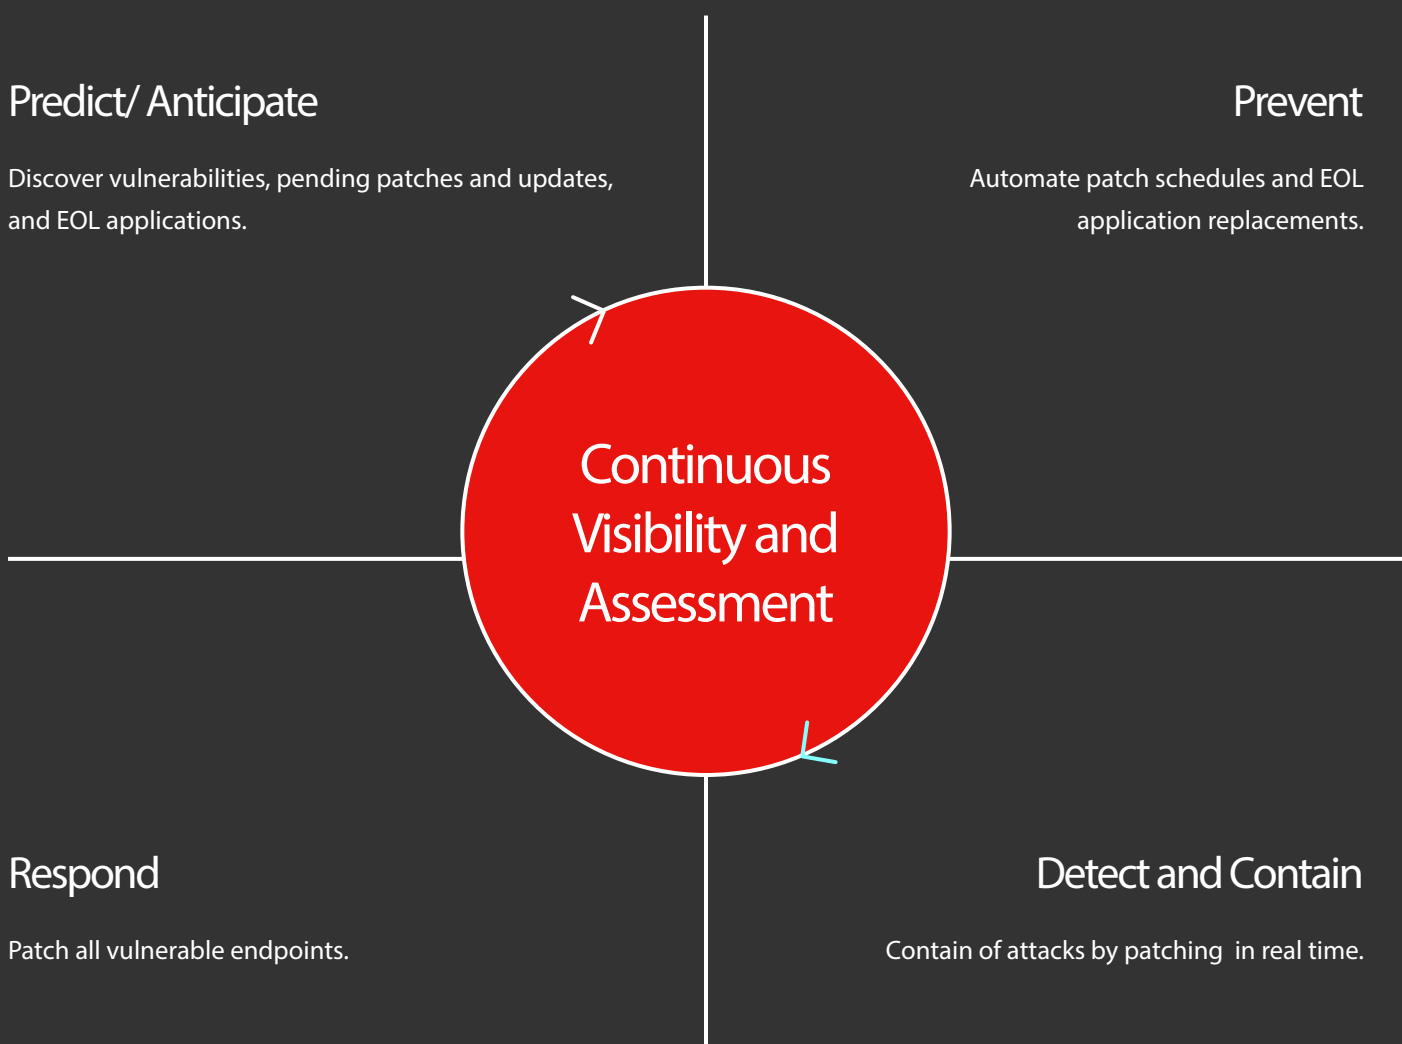 Predict/ Anticipate
Discover vulnerabilities, pending patches and updates,
and EOL applications.
Prevent
Automate patch schedules and EOL
application replacements.
Continuous
Visibility and
Assessment
Respond
Patch all vulnerable endpoints.
Detect and Contain
Contain of attacks by patching  in real time.